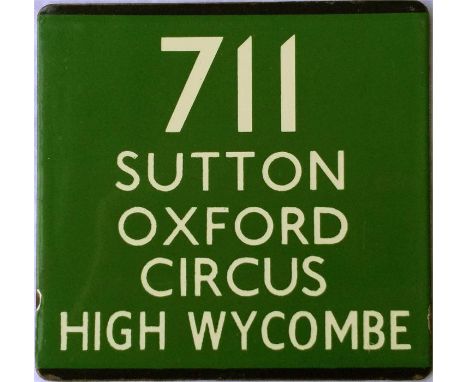 711
SUTTON
OXFORD
CIRCUS
HIGH WYCOMBE